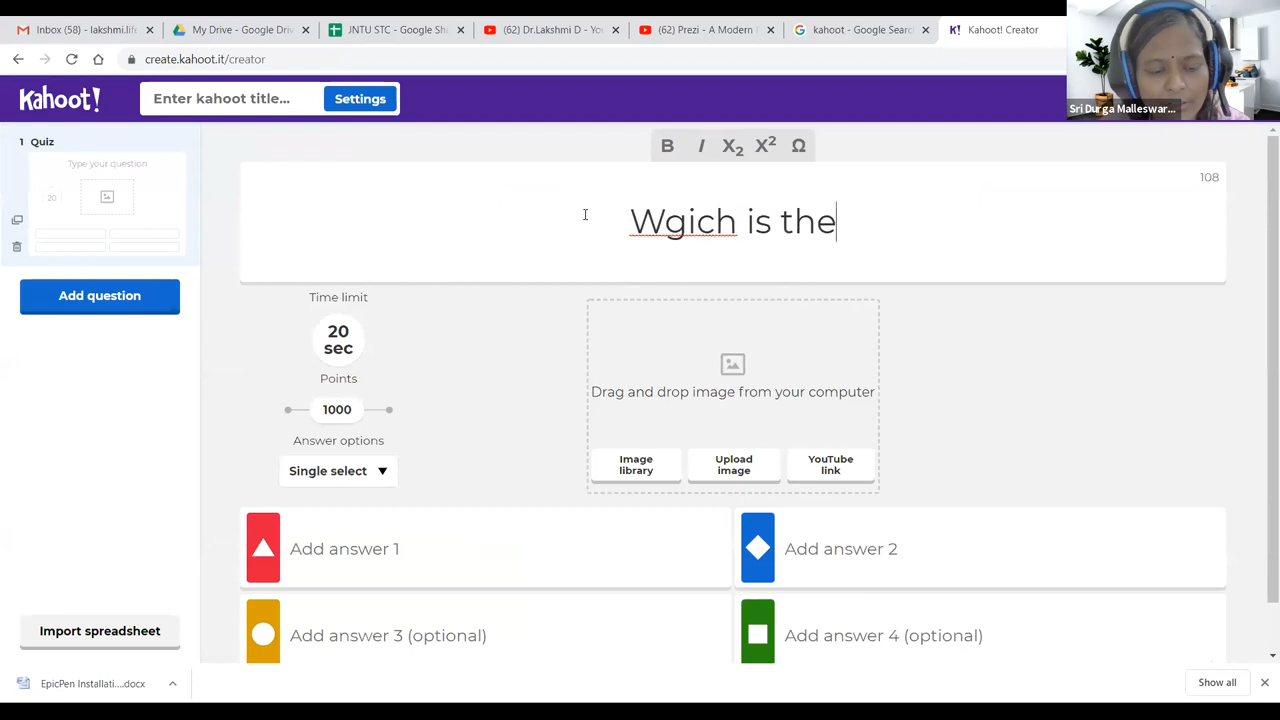 Inbox (58) - lakshmi.life
My Drive - Google Driv
JNTU STC - Google She
(62) Dr.Lakshmi D - You
(62) Prezi - A Modern
kahoot - Google Search
Kahoot! Creator
create.kahoot.it/creator
Kahoot!
Enter kahoot title...
Settings
Sri Durga Malleswar...
1 Quiz
Type your question
20
B I X2 X2 Ω
108
Wgich is the
Add question
Time limit
20
sec
Points
1000
Answer options
Single select
Drag and drop image from your computer
Image
library
Upload
image
YouTube
link
Add answer 1
Add answer 2
Add answer 3 (optional)
Add answer 4 (optional)
Import spreadsheet
EpicPen Installati....docx
Show all